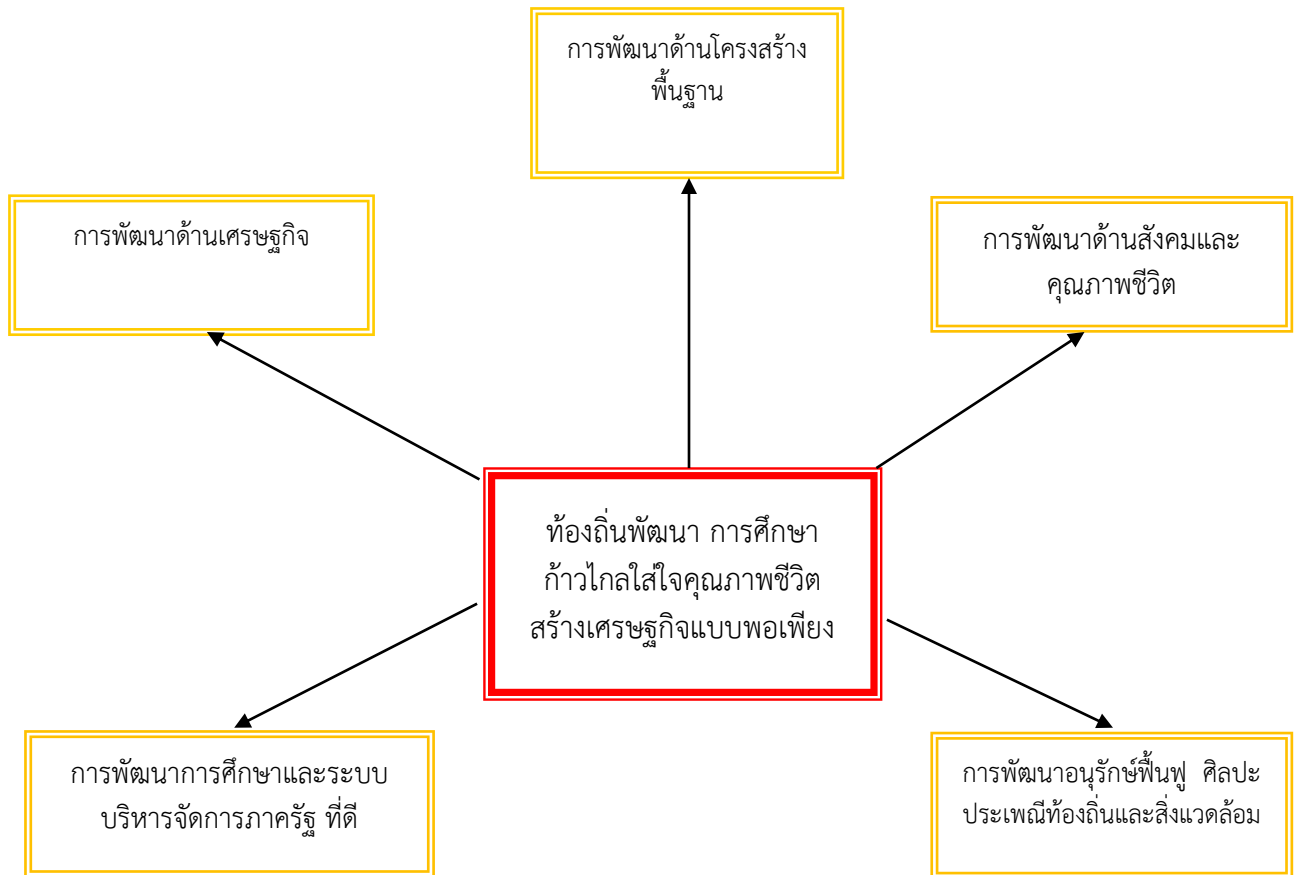 การพัฒนาด้านโครงสร้าง
พื้นฐาน
การพัฒนาด้านเศรษฐกิจ
การพัฒนาด้านสังคมและ
คุณภาพชีวิต
ท้องถิ่นพัฒนา การศึกษา
ก้าวไกลใส่ใจคุณภาพชีวิต
สร้างเศรษฐกิจแบบพอเพียง
การพัฒนาการศึกษาและระบบ
บริหารจัดการภาครัฐ ที่ดี
การพัฒนาอนุรักษ์ฟื้นฟู ศิลปะ
ประเพณีท้องถิ่นและสิ่งแวดล้อม